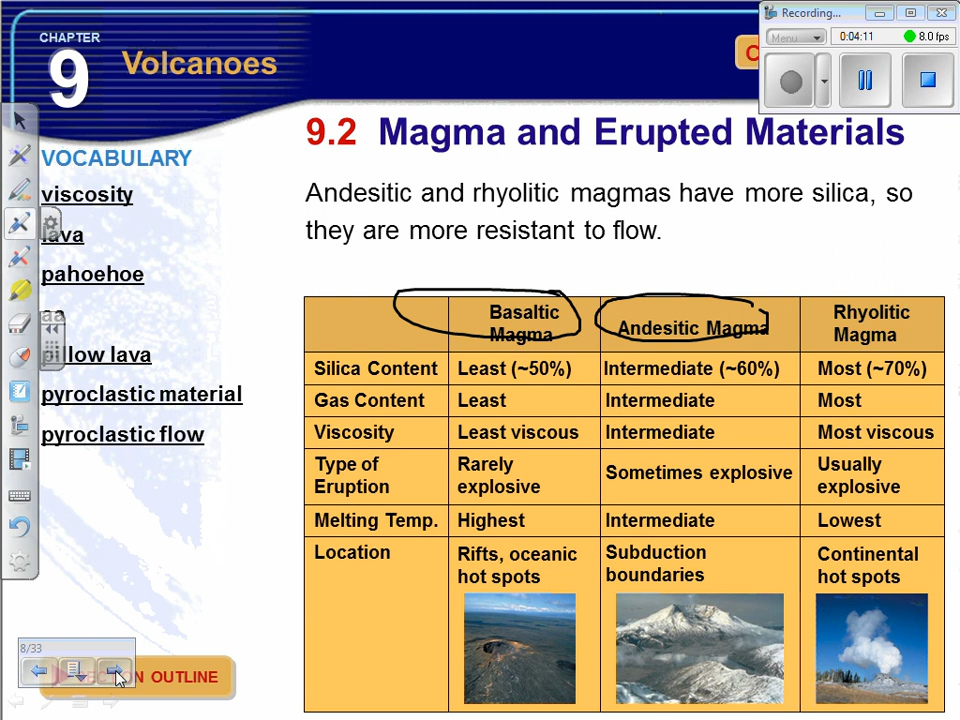 Recording...
Menu
0:04:11
8.0 fps
CHAPTER
9
Volcanoes
9.2 Magma and Erupted Materials
VOCABULARY
viscosity
lava
pahoehoe
aa
pillow lava
pyroclastic material
pyroclastic flow
Andesitic and rhyolitic magmas have more silica, so
they are more resistant to flow.
Basaltic
Magma
Andesitic Magma
Rhyolitic
Magma
Silica Content Least (~50%) Intermediate (~60%) Most (~70%)
Gas Content Least Intermediate Most
Viscosity Least viscous Intermediate Most viscous
Type of
Eruption
Rarely
explosive
Sometimes explosive
Usually
explosive
Melting Temp. Highest Intermediate Lowest
Location
Rifts, oceanic
hot spots
Subduction
boundaries
Continental
hot spots
8/33
OUTLINE